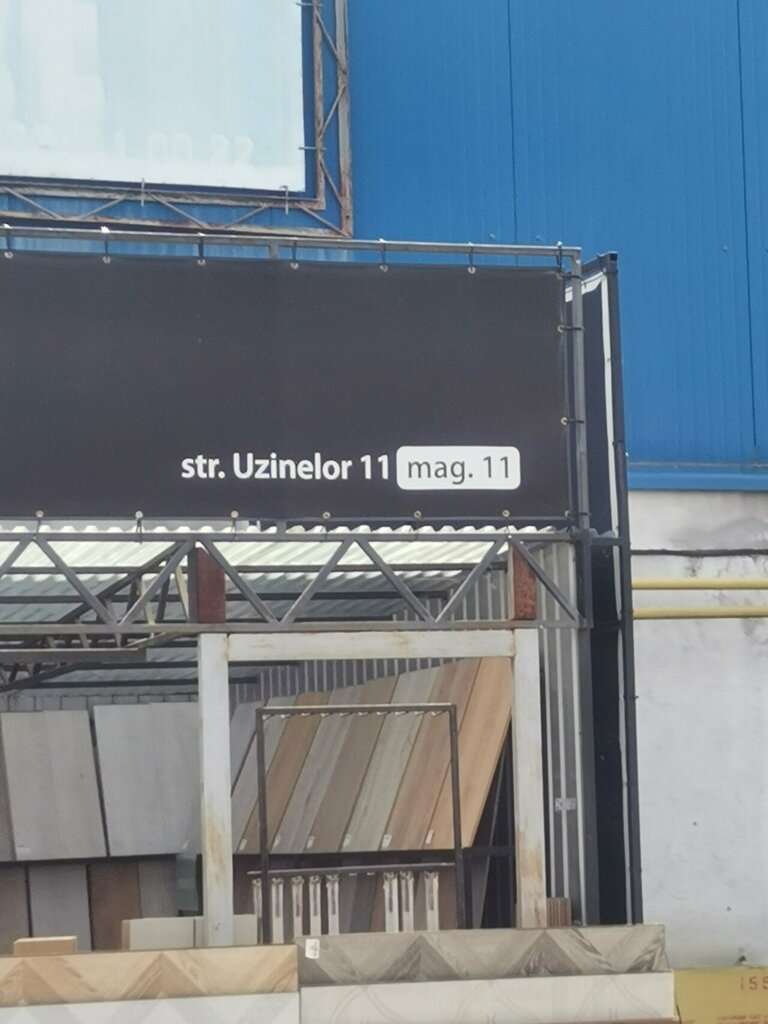 str. Uzinelor 11 mag. 11